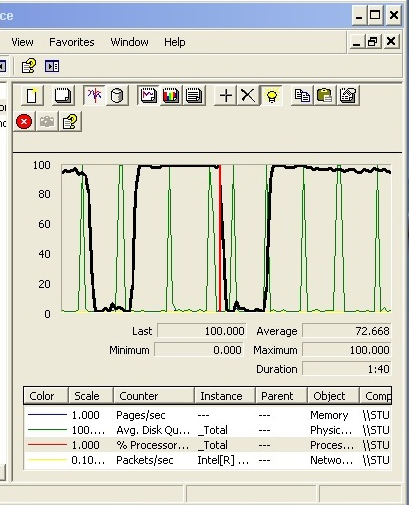 ce
View Favorites Window Help
100
80
60
40
20
0
Last 100.000 Average 72.668
Minimum 0.000 Maximum 100.000
Duration 1:40
Color Scale Counter Instance Parent Object Comp
1.000 Pages/sec --- --- Memory \\STU
100.... Avg. Disk Qu... _Total --- Physic... \\STU
1.000 % Processor... _Total --- Proces... \\STU
0.10... Packets/sec Intel[R] ... --- Netwo... \\STU